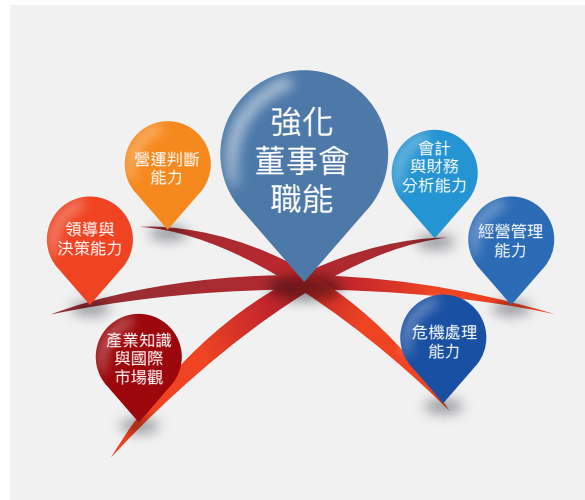 強化
董事會
職能
營運判斷
能力
會計
與財務
分析能力
領導與
決策能力
經營管理
能力
產業知識
與國際
市場觀
危機處理
能力